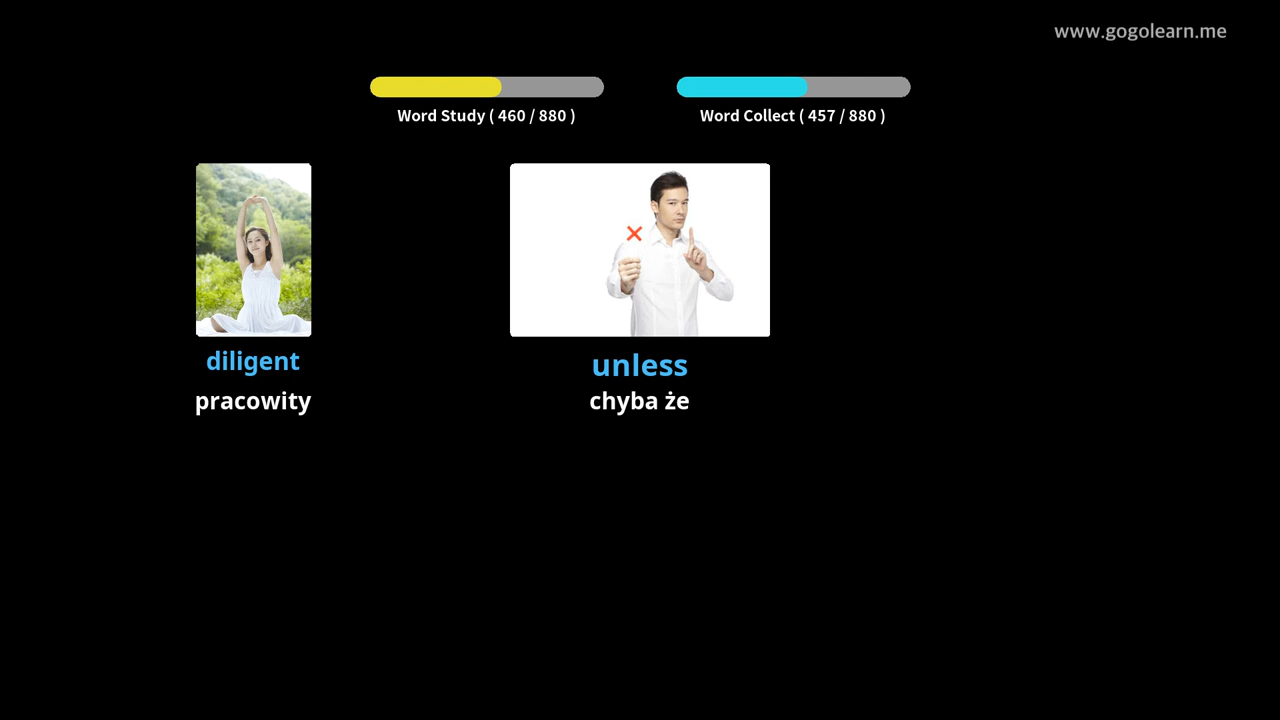 www.gogolearn.me
Word Study ( 460 / 880 )
Word Collect ( 457 / 880 )
diligent
pracowity
unless
chyba że